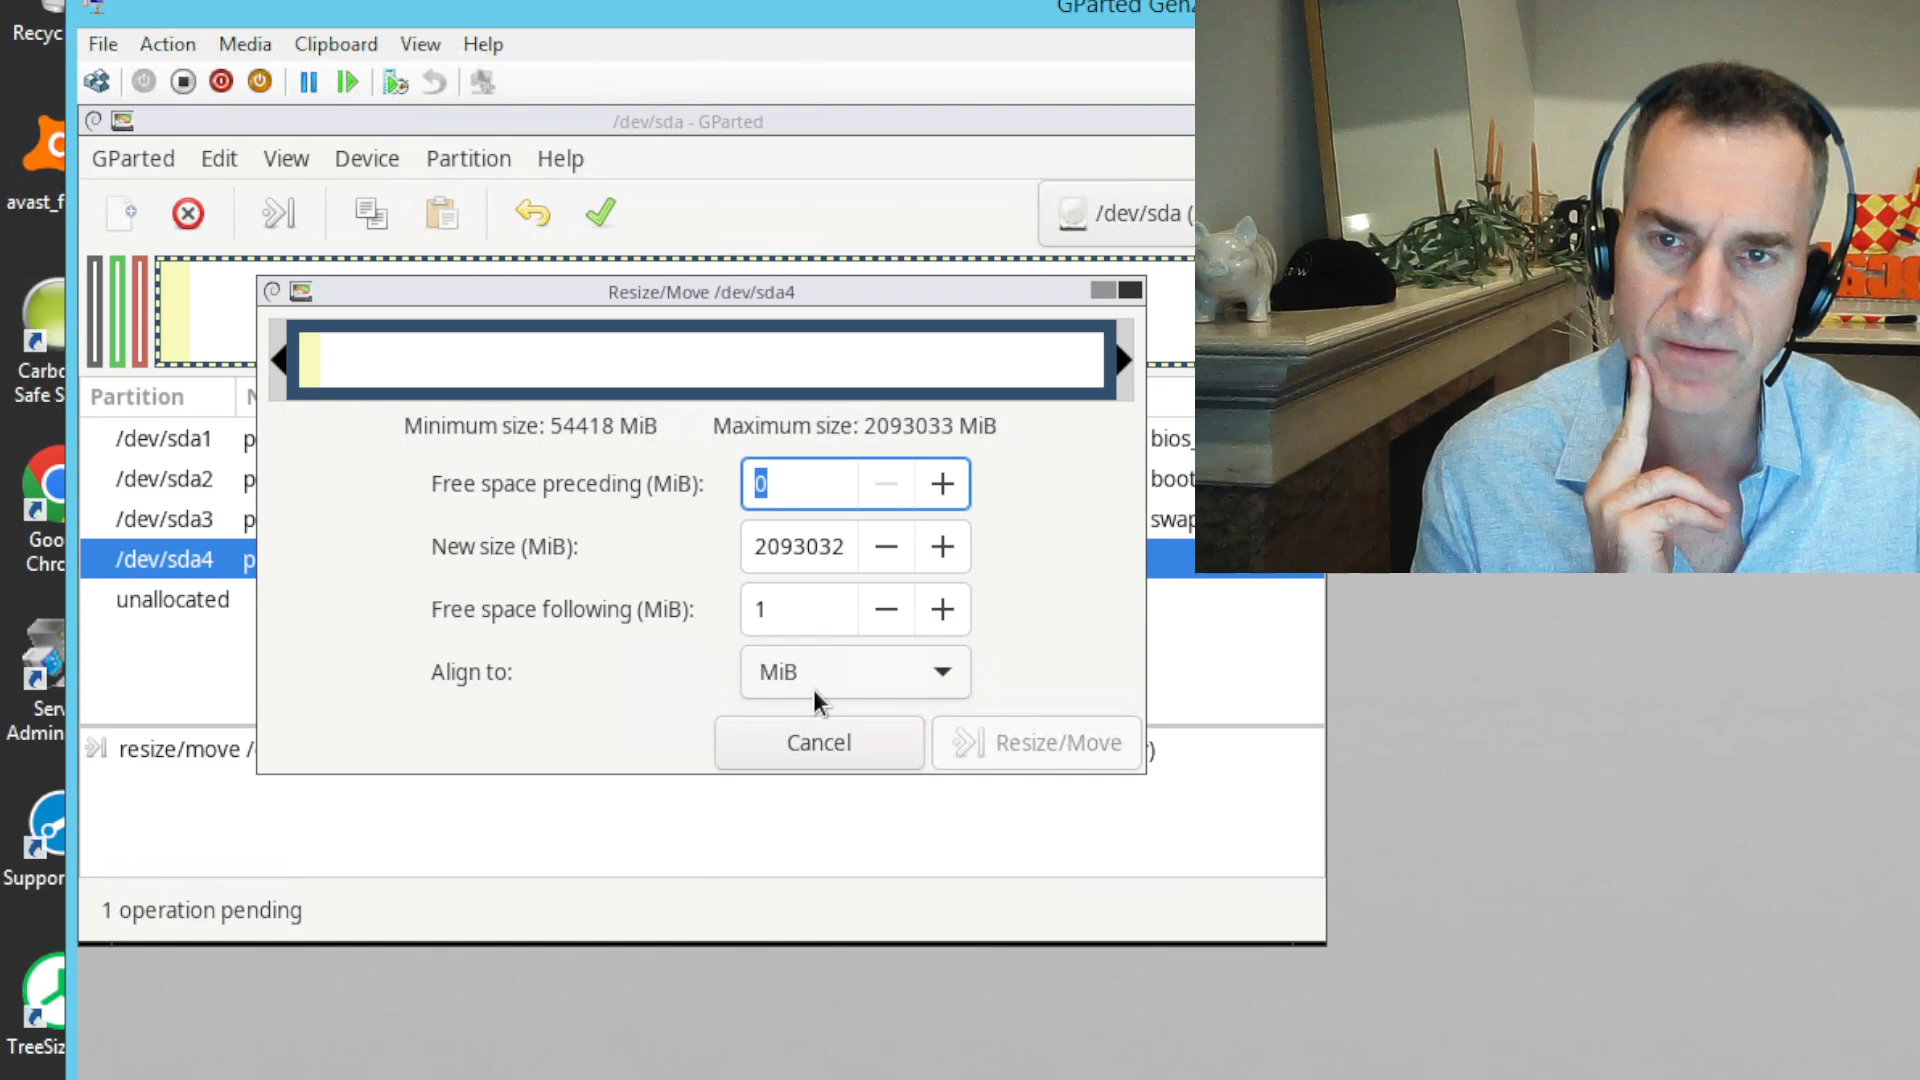 GParted Gen2
Recyc
File Action Media Clipboard View Help
/dev/sda - GParted
GParted Edit View Device Partition Help
avast_f
/dev/sda (
Resize/Move /dev/sda4
Carbo
Safe S
Partition N
Minimum size: 54418 MiB Maximum size: 2093033 MiB
/dev/sda1 p bios_
Free space preceding (MiB): 0
/dev/sda2 p boot
/dev/sda3 p swap
Goo
Chrc
New size (MiB): 2093032
/dev/sda4 p
unallocated
Free space following (MiB): 1
Align to: MiB
Serv
Admin
Cancel Resize/Move
resize/move / )
Suppor
1 operation pending
TreeSiz